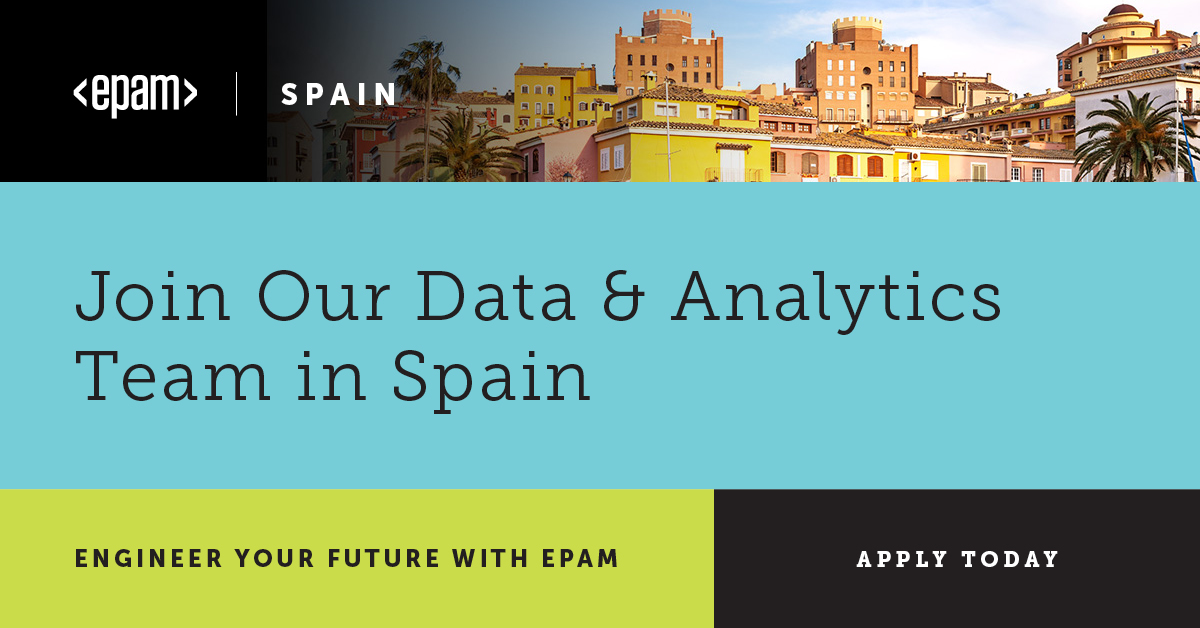 <epam> | SPAIN
Join Our Data & Analytics
Team in Spain
ENGINEER YOUR FUTURE WITH EPAM
APPLY TODAY